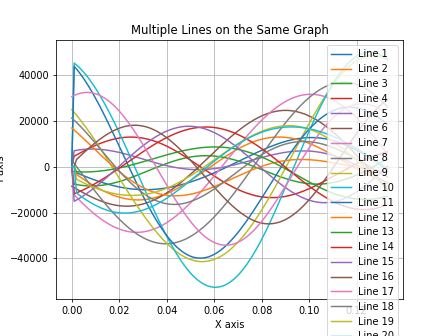 Multiple Lines on the Same Graph
40000
20000
0
−20000
−40000
0.00
0.02
0.04
0.06
0.08
0.10
X axis
Line 1
Line 2
Line 3
Line 4
Line 5
Line 6
Line 7
Line 8
Line 9
Line 10
Line 11
Line 12
Line 13
Line 14
Line 15
Line 16
Line 17
Line 18
Line 19
Line 20